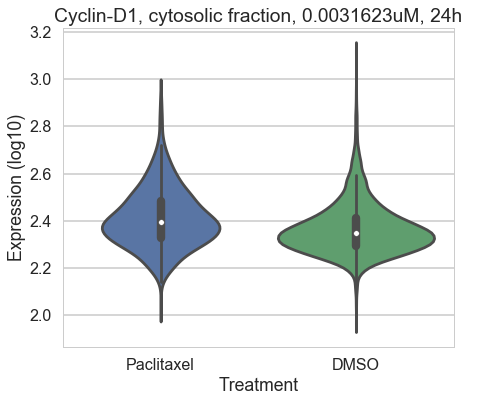 Cyclin-D1, cytosolic fraction, 0.0031623uM, 24h
3.2
3.0
2.8
2.6
2.4
2.2
2.0
Expression (log10)
Paclitaxel
DMSO
Treatment